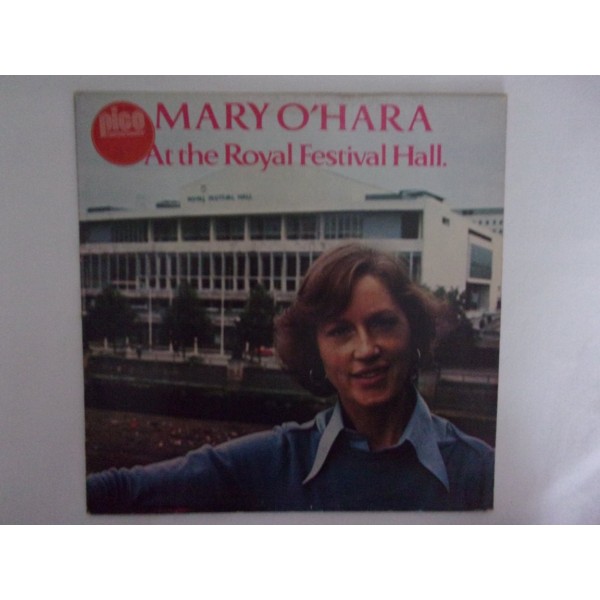 pico
MARY O'HARA
At the Royal Festival Hall.
ROYAL FESTIVAL HALL